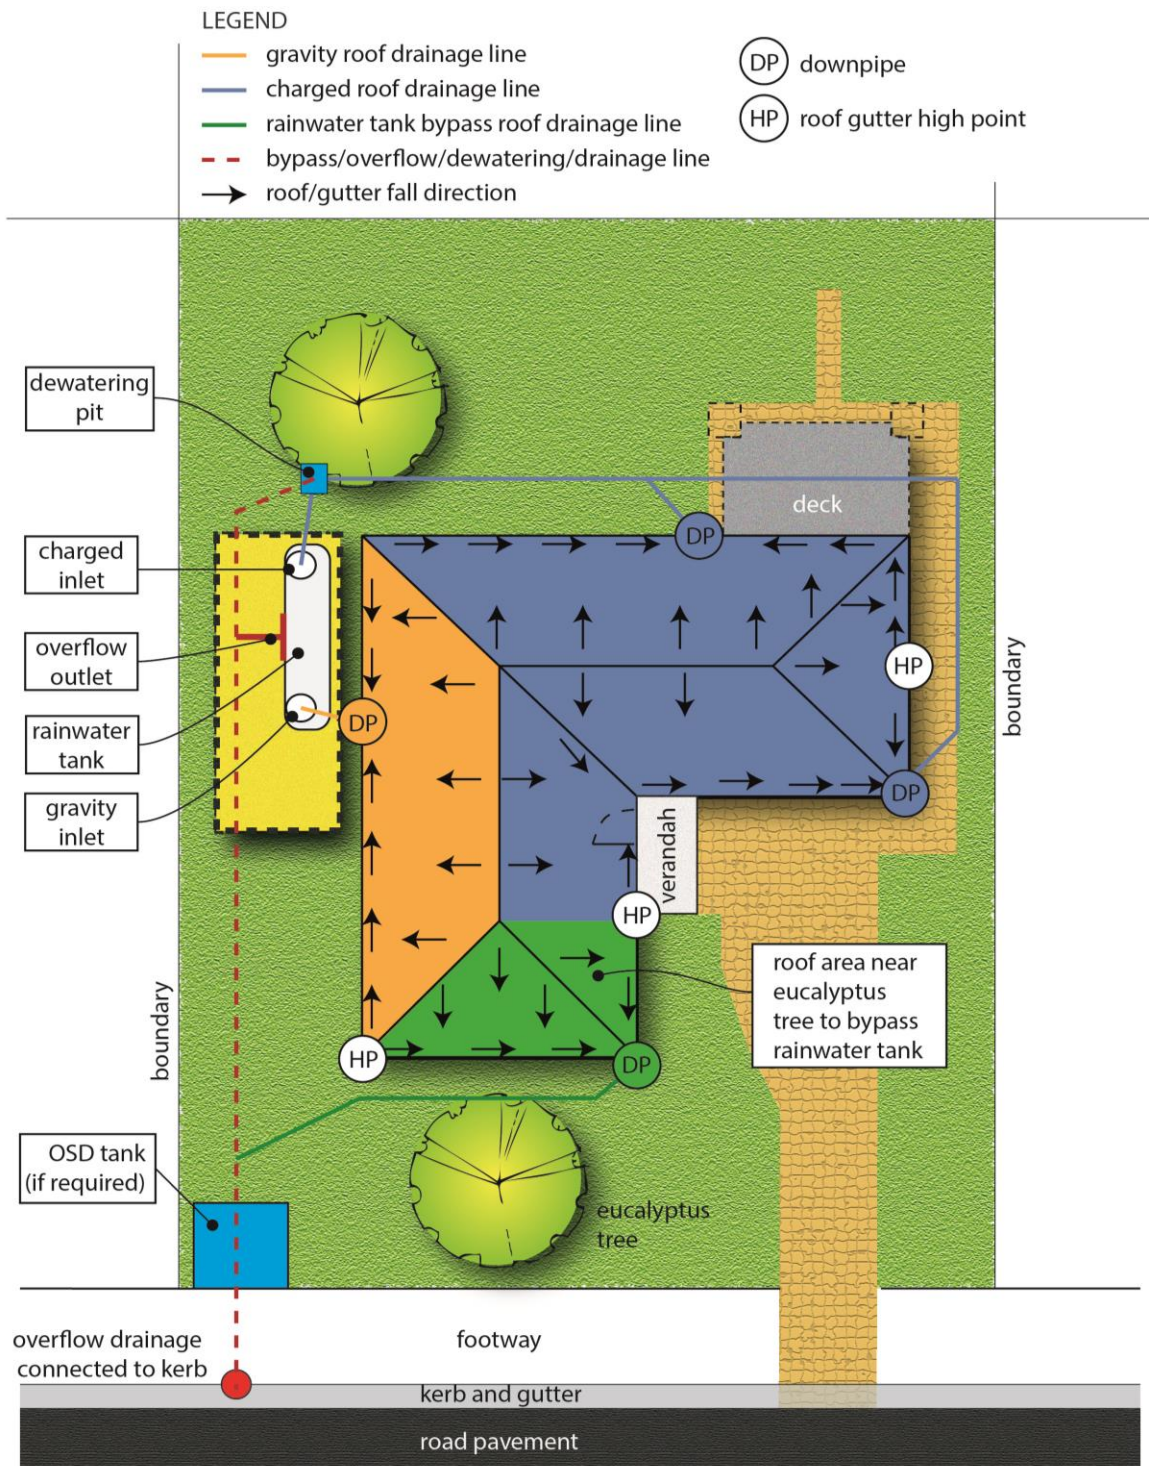 LEGEND
gravity roof drainage line
charged roof drainage line
rainwater tank bypass roof drainage line
bypass/overflow/dewatering/drainage line
roof/gutter fall direction
DP downpipe
HP roof gutter high point
dewatering
pit
deck
DP
charged
inlet
overflow
outlet
HP
boundary
rainwater
tank
DP
DP
gravity
inlet
verandah
HP
roof area near
eucalyptus
tree to bypass
rainwater tank
boundary
HP
DP
OSD tank
(if required)
eucalyptus
tree
overflow drainage
connected to kerb
footway
kerb and gutter
road pavement